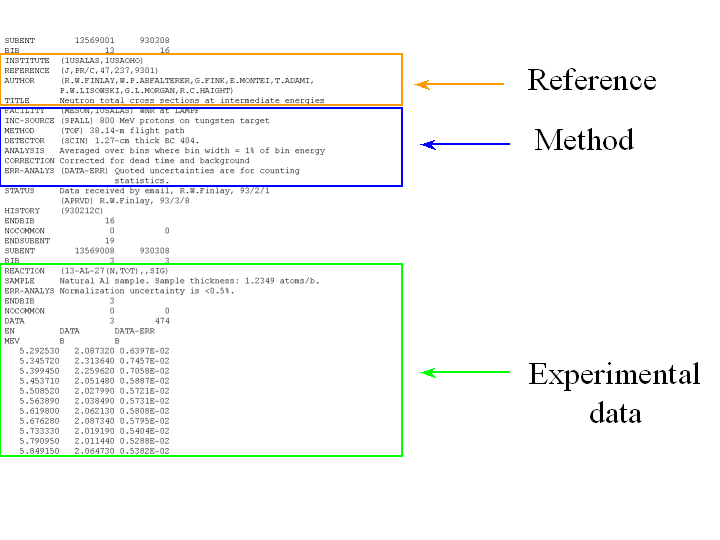 SUBENT 13569001 930308
BIB 13 16
INSTITUTE (1USALAS,1USAOHO)
REFERENCE (J,PR/C,47,237,9301)
AUTHOR (R.W.FINLAY,W.P.ABFALTERER,G.FINK,E.MONTEI,T.ADAMI,
P.W.LISOWSKI,G.L.MORGAN,R.C.HAIGHT)
TITLE Neutron total cross sections at intermediate energies
FACILITY (MESON,1USALAS) WNR at LAMPF
INC-SOURCE (SPALL) 800 MeV protons on tungsten target
METHOD (TOF) 38.14-m flight path
DETECTOR (SCIN) 1.27-cm thick BC 404.
ANALYSIS Averaged over bins where bin width = 1% of bin energy
CORRECTION Corrected for dead time and background
ERR-ANALYS (DATA-ERR) Quoted uncertainties are for counting
statistics.
STATUS Data received by email, R.W.Finlay, 93/2/1
(APRVD) R.W.Finlay, 93/3/8
HISTORY (930212C)
ENDBIB 16
NOCOMMON 0 0
ENDSUBENT 19
SUBENT 13569008 930308
BIB 3 3
REACTION (13-AL-27(N,TOT),,SIG)
SAMPLE Natural Al sample. Sample thickness: 1.2349 atoms/b.
ERR-ANALYS Normalization uncertainty is <0.5%.
ENDBIB 3
NOCOMMON 0 0
DATA 3 474
EN DATA DATA-ERR
MEV B B
5.292530 2.087320 0.6397E-02
5.345720 2.313640 0.7457E-02
5.399450 2.259620 0.7058E-02
5.453710 2.051480 0.5887E-02
5.508520 2.027990 0.5721E-02
5.563890 2.038490 0.5731E-02
5.619800 2.062130 0.5808E-02
5.676280 2.087340 0.5795E-02
5.733330 2.019190 0.5404E-02
5.790950 2.011440 0.5288E-02
5.849150 2.064730 0.5382E-02
Reference
Method
Experimental
data